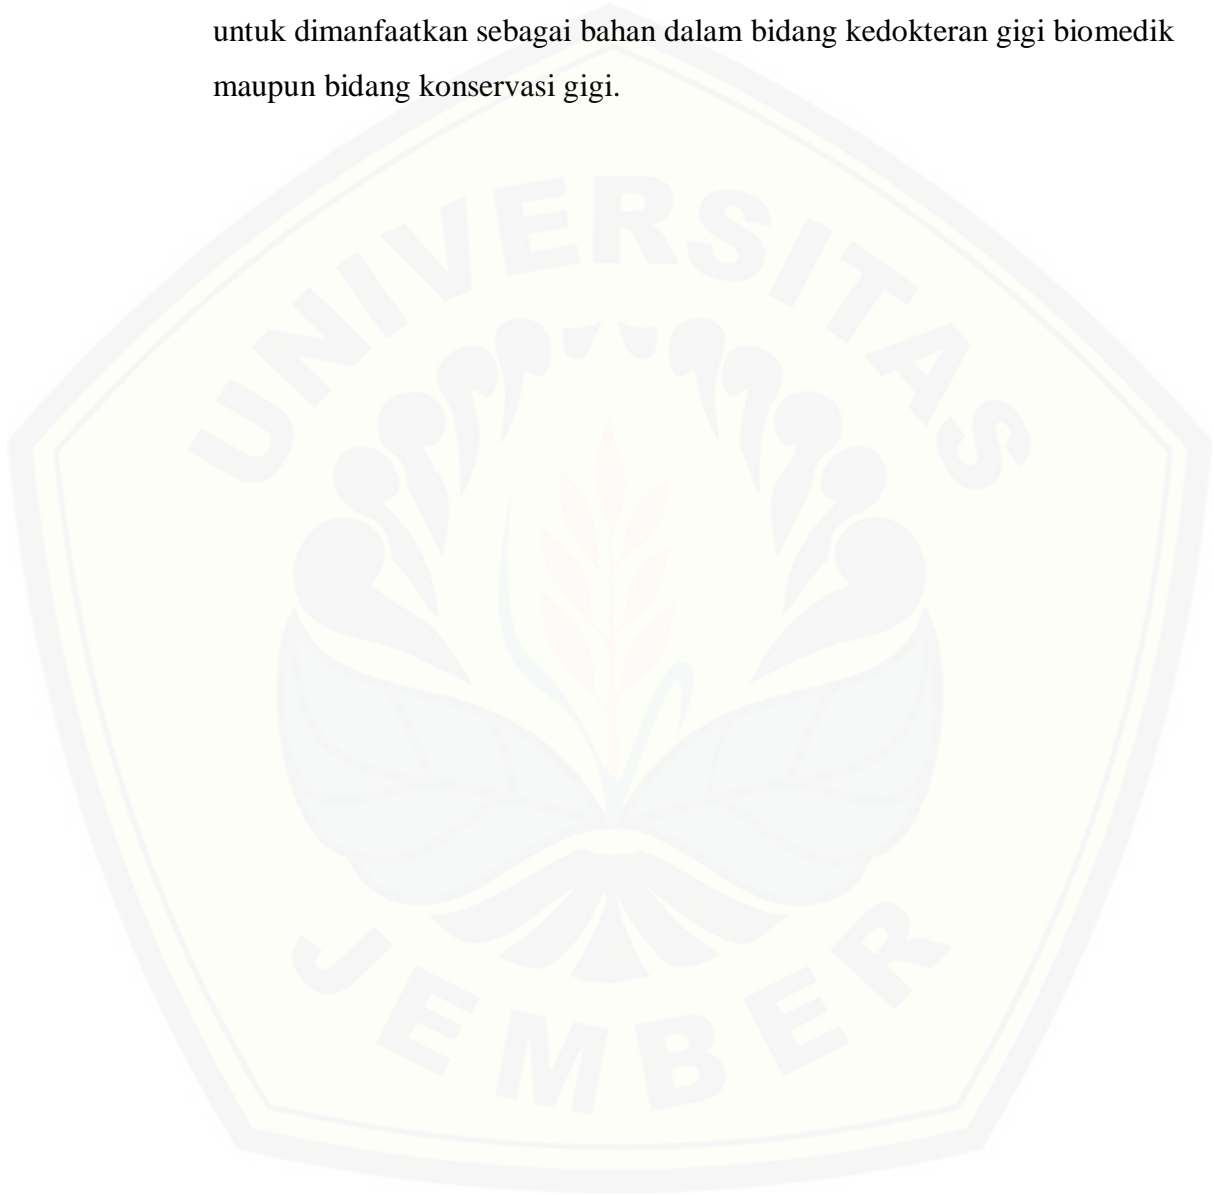 untuk dimanfaatkan sebagai bahan dalam bidang kedokteran gigi biomedik
maupun bidang konservasi gigi.
UNIVERSITAS
JEMBER